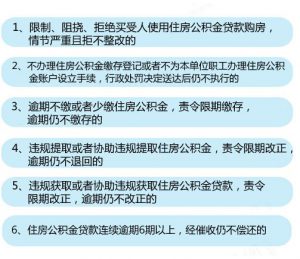 1、限制、阻挠、拒绝买受人使用住房公积金贷款购房，
情节严重且拒不整改的
2、不办理住房公积金缴存登记或者不为本单位职工办理住房公积
金账户设立手续，行政处罚决定送达后仍不执行的
3、逾期不缴或者少缴住房公积金，责令限期缴存，
逾期仍不缴存的
4、违规提取或者协助违规提取住房公积金，责令限期改正，
逾期仍不退回的
5、违规获取或者协助违规获取住房公积金贷款，责令
限期改正，逾期仍不改正的
6、住房公积金贷款连续逾期6期以上，经催收仍不偿还的